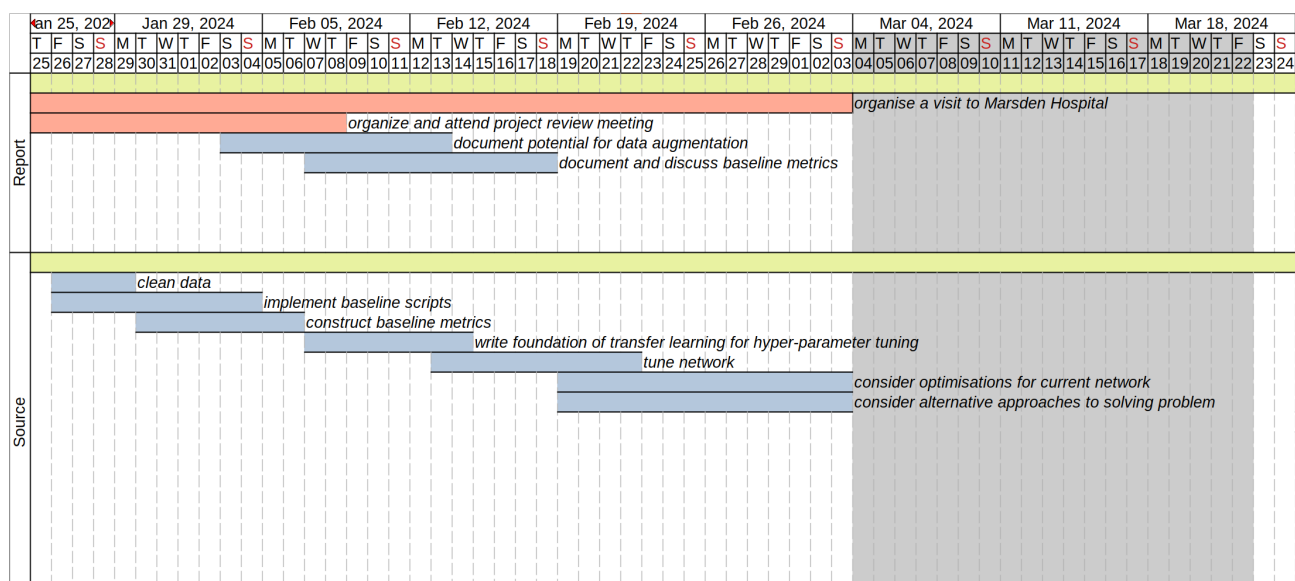 an 25, 202 Jan 29, 2024 Feb 05, 2024 Feb 12, 2024 Feb 19, 2024 Feb 26, 2024 Mar 04, 2024 Mar 11, 2024 Mar 18, 2024
T F S S M T W T F S S M T W T F S S M T W T F S S M T W T F S S M T W T F S S M T W T F S S M T W T F S S M T W T F S S
25 26 27 28 29 30 31 01 02 03 04 05 06 07 08 09 10 11 12 13 14 15 16 17 18 19 20 21 22 23 24 25 26 27 28 29 01 02 03 04 05 06 07 08 09 10 11 12 13 14 15 16 17 18 19 20 21 22 23 24
Report
organise a visit to Marsden Hospital
organize and attend project review meeting
document potential for data augmentation
document and discuss baseline metrics
Source
clean data
implement baseline scripts
construct baseline metrics
write foundation of transfer learning for hyper-parameter tuning
tune network
consider optimisations for current network
consider alternative approaches to solving problem